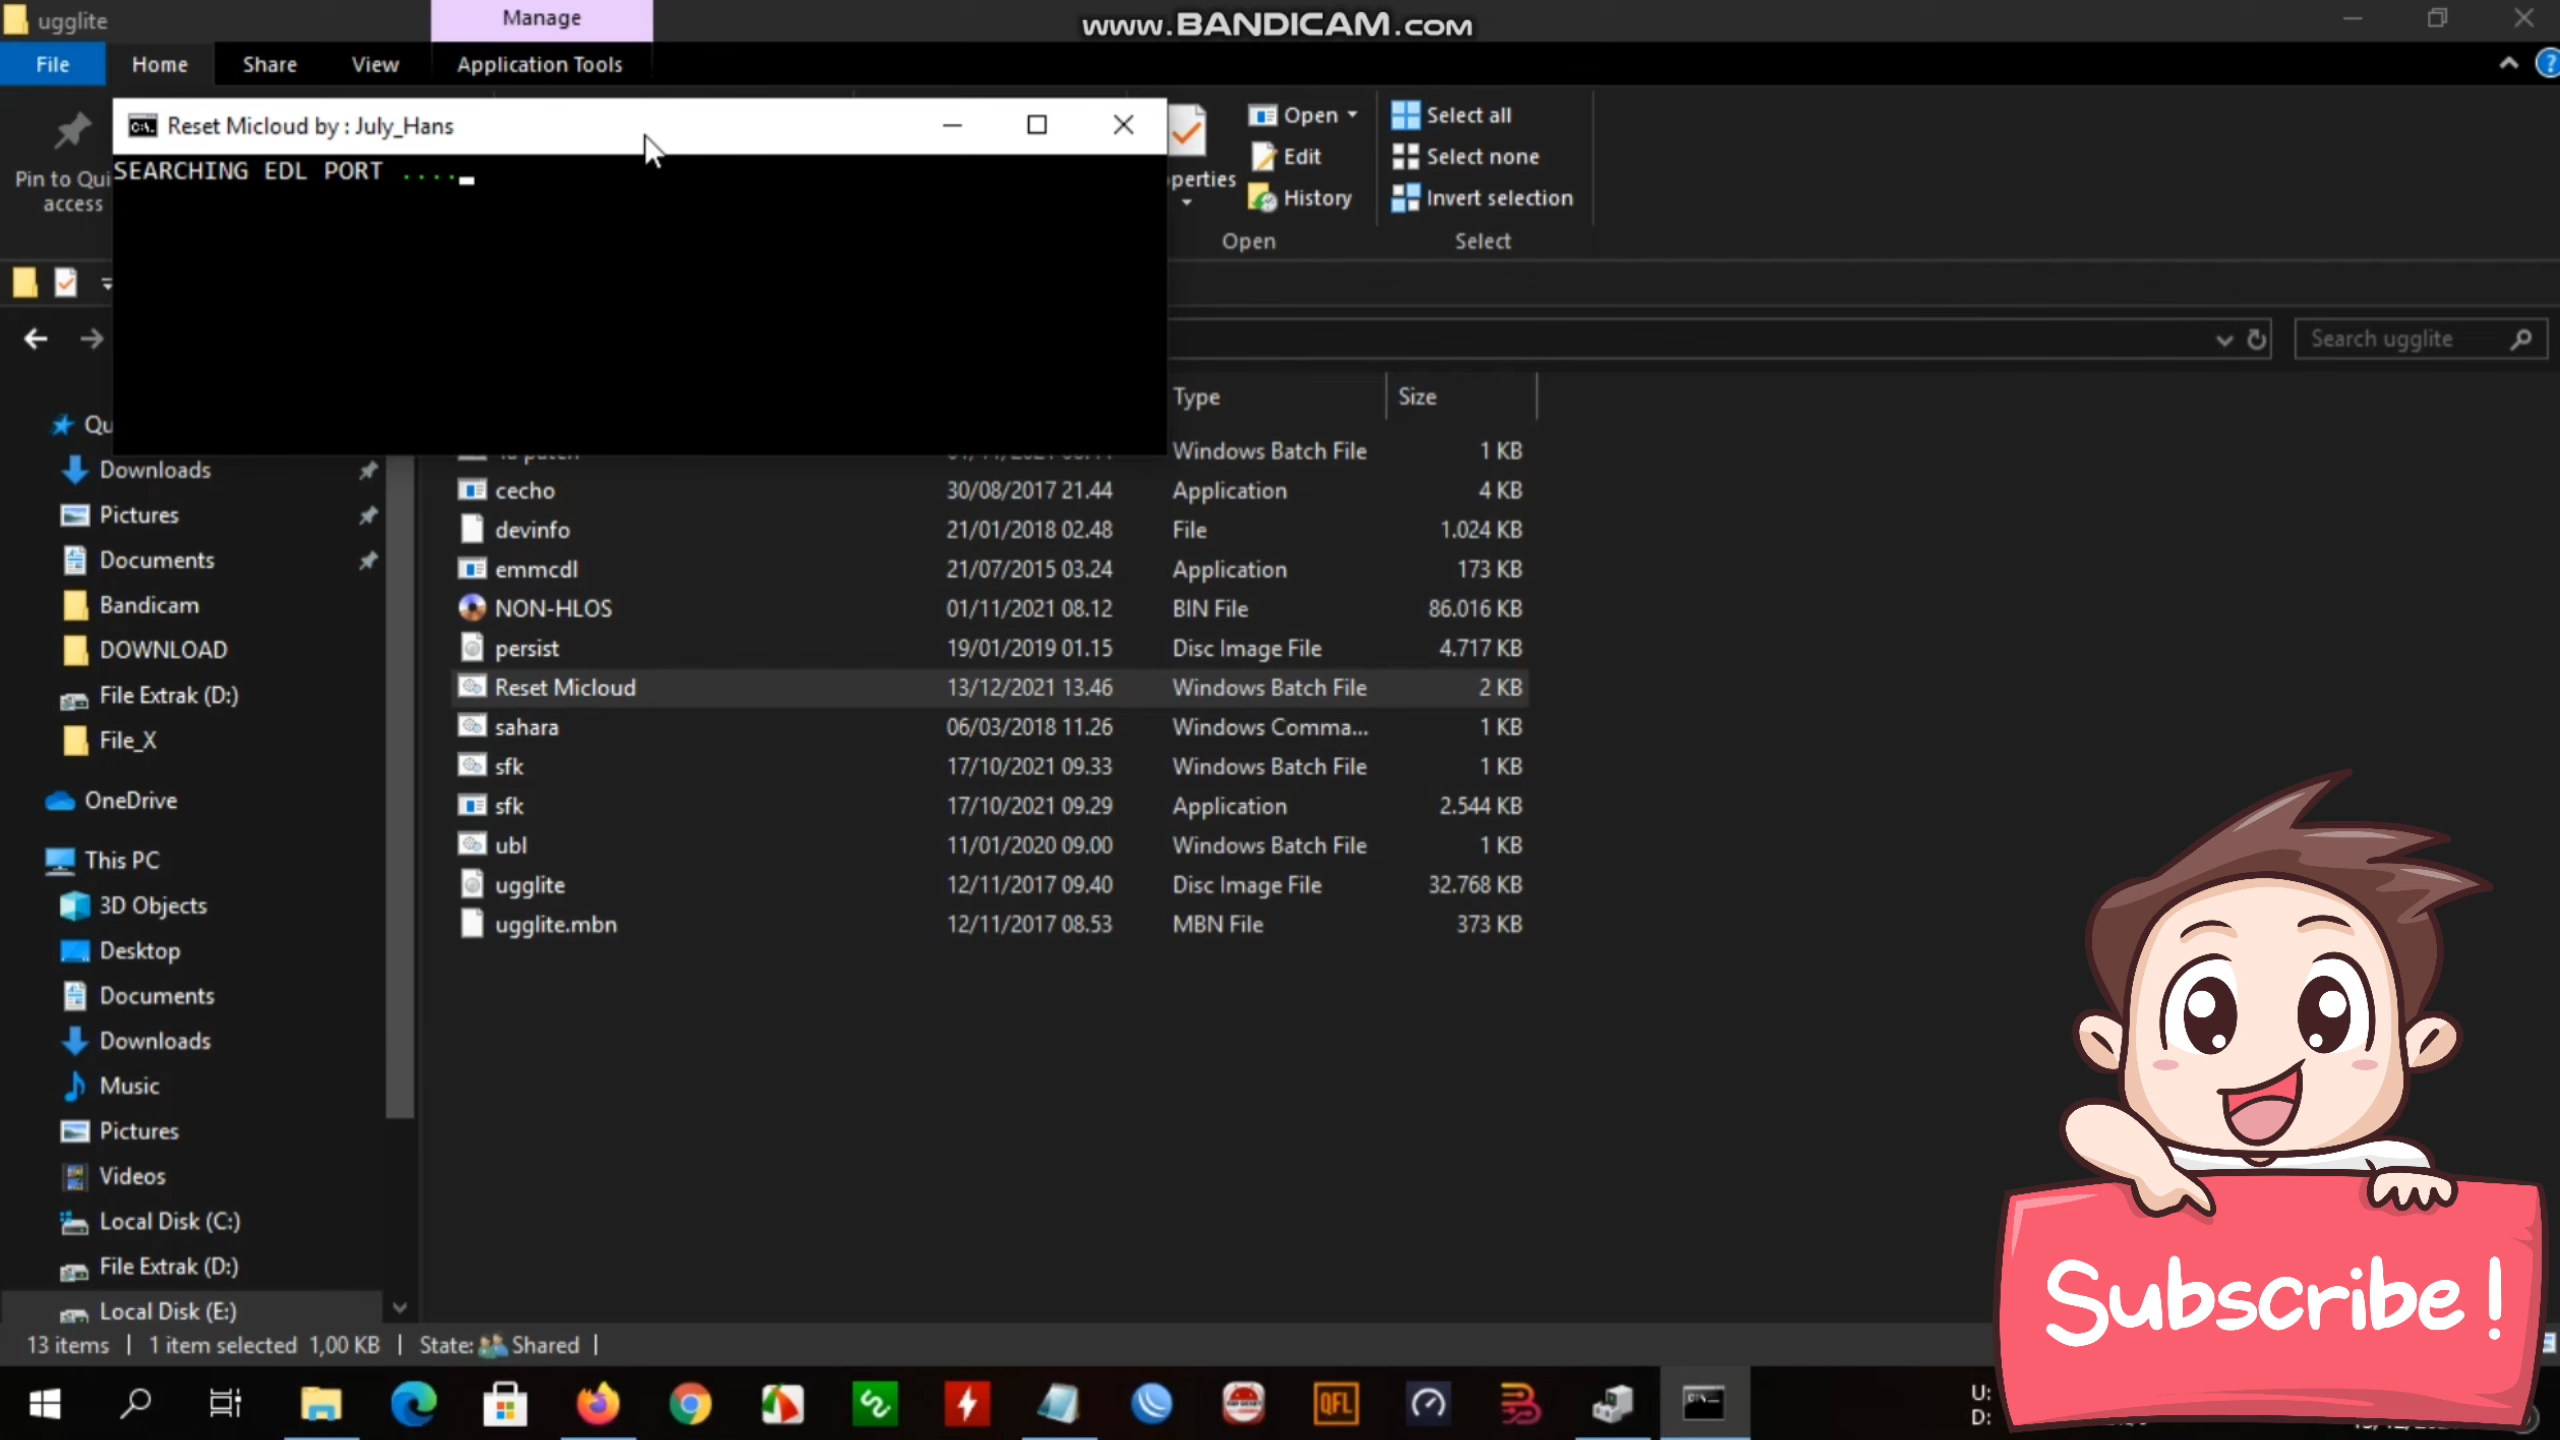 ugglite
Manage
www.BANDICAM.com
File
Home
Share
View
Application Tools
Reset Micloud by : July_Hans
SEARCHING EDL PORT ....
Pin to Qui
access
perties
Open
Edit
History
Open
Select all
Select none
Invert selection
Select
Search ugglite
Type
Size
Windows Batch File 1 KB
cecho 30/08/2017 21.44 Application 4 KB
devinfo 21/01/2018 02.48 File 1.024 KB
emmcdl 21/07/2015 03.24 Application 173 KB
NON-HLOS 01/11/2021 08.12 BIN File 86.016 KB
persist 19/01/2019 01.15 Disc Image File 4.717 KB
Reset Micloud 13/12/2021 13.46 Windows Batch File 2 KB
sahara 06/03/2018 11.26 Windows Comma... 1 KB
sfk 17/10/2021 09.33 Windows Batch File 1 KB
sfk 17/10/2021 09.29 Application 2.544 KB
ubl 11/01/2020 09.00 Windows Batch File 1 KB
ugglite 12/11/2017 09.40 Disc Image File 32.768 KB
ugglite.mbn 12/11/2017 08.53 MBN File 373 KB
Qu
Downloads
Pictures
Documents
Bandicam
DOWNLOAD
File Extrak (D:)
File_X
OneDrive
This PC
3D Objects
Desktop
Documents
Downloads
Music
Pictures
Videos
Local Disk (C:)
File Extrak (D:)
Local Disk (E:)
13 items
1 item selected 1,00 KB
State: Shared
QFL
U:
D:
Subscribe!